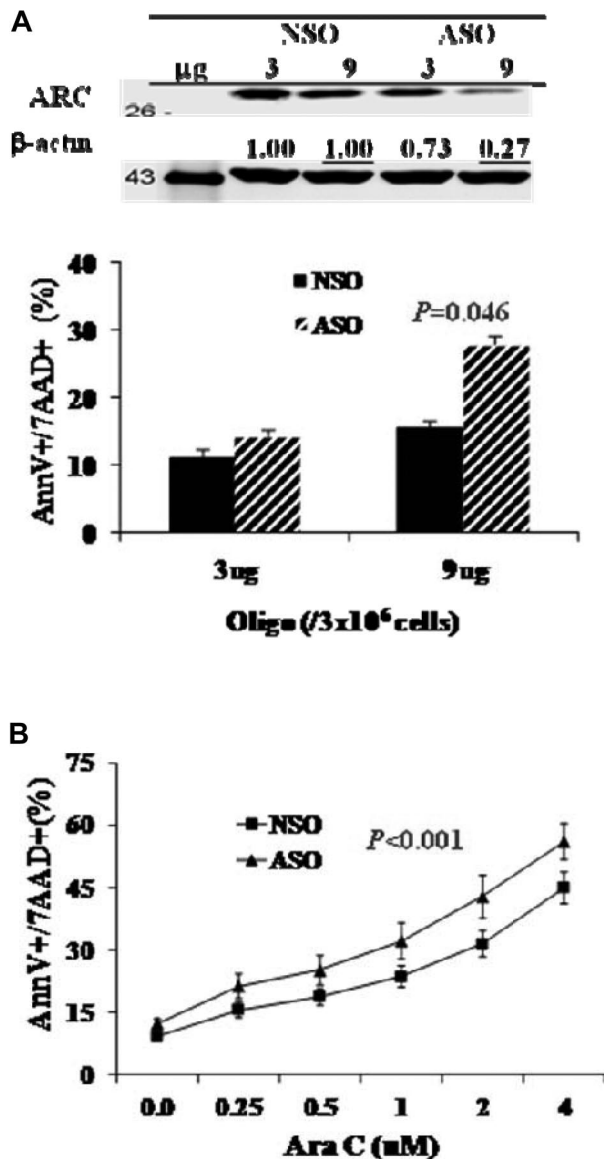 A
NSO ASO
µg 3 9 3 9
ARC
26 -
β-actin 1.00 1.00 0.73 0.27
43
40
30
20
10
0
AnnV+/7AAD+ (%)
NSO
ASO
P=0.046
3ug 9ug
Oligo (/3x10⁶ cells)
B
75
60
45
30
15
0
AnnV+/7AAD+(%)
NSO
ASO
P<0.001
0.0 0.25 0.5 1 2 4
Ara C (uM)